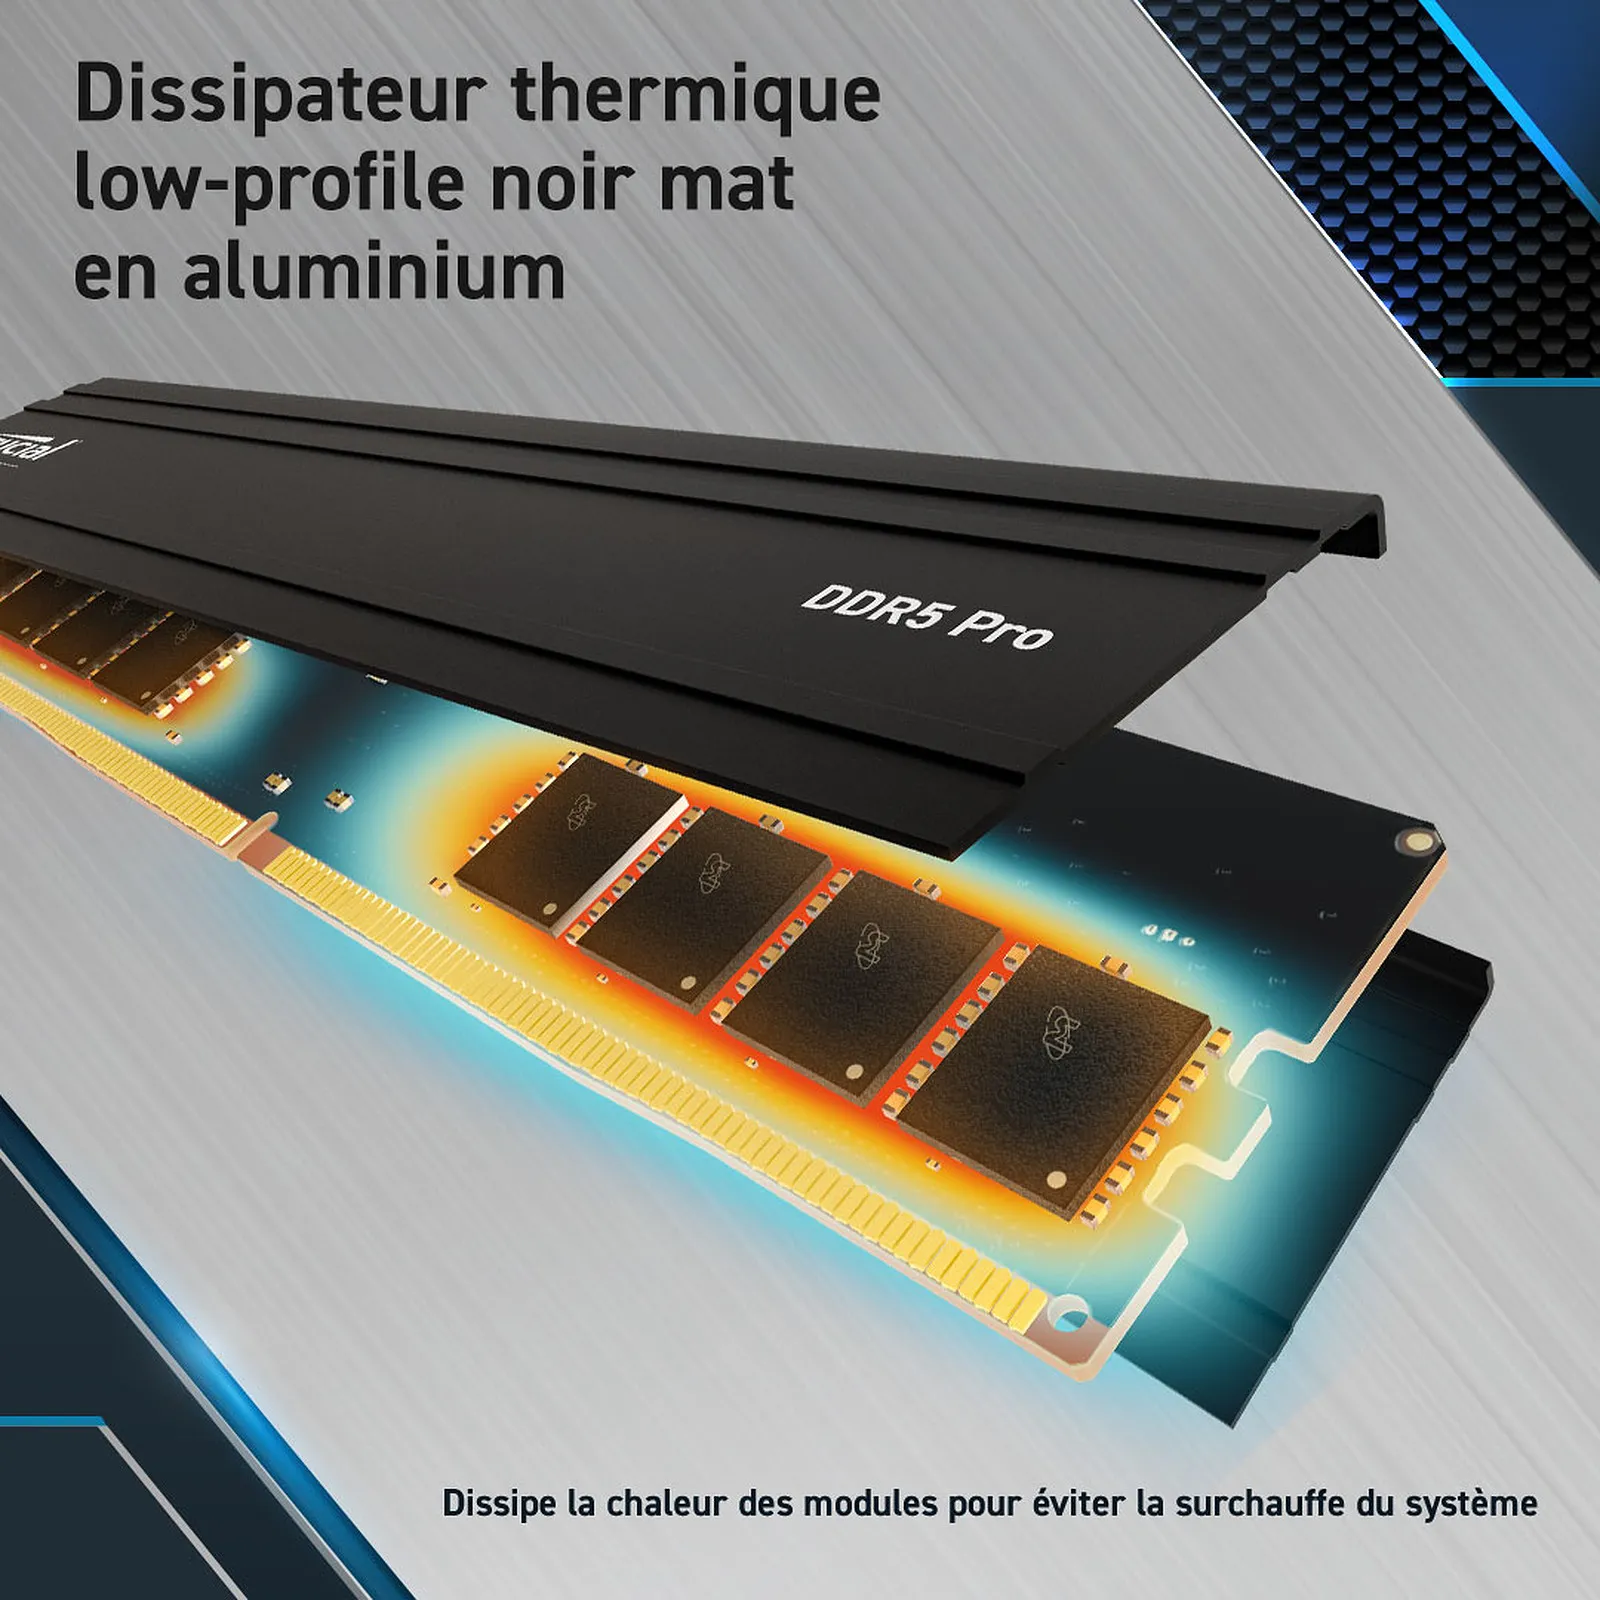 Dissipateur thermique
low-profile noir mat
en aluminium
DDR5 Pro
Dissipe la chaleur des modules pour éviter la surchauffe du système